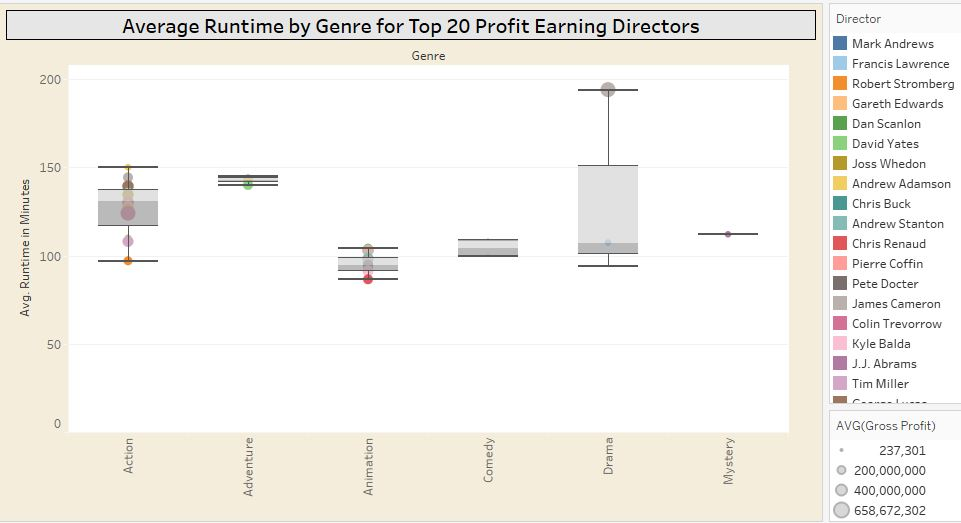 Average Runtime by Genre for Top 20 Profit Earning Directors
Genre
200
150
100
50
0
Avg. Runtime in Minutes
Action
Adventure
Animation
Comedy
Drama
Mystery
Director
Mark Andrews
Francis Lawrence
Robert Stromberg
Gareth Edwards
Dan Scanlon
David Yates
Joss Whedon
Andrew Adamson
Chris Buck
Andrew Stanton
Chris Renaud
Pierre Coffin
Pete Docter
James Cameron
Colin Trevorrow
Kyle Balda
J.J. Abrams
Tim Miller
George Lucas
AVG(Gross Profit)
237,301
200,000,000
400,000,000
658,672,302